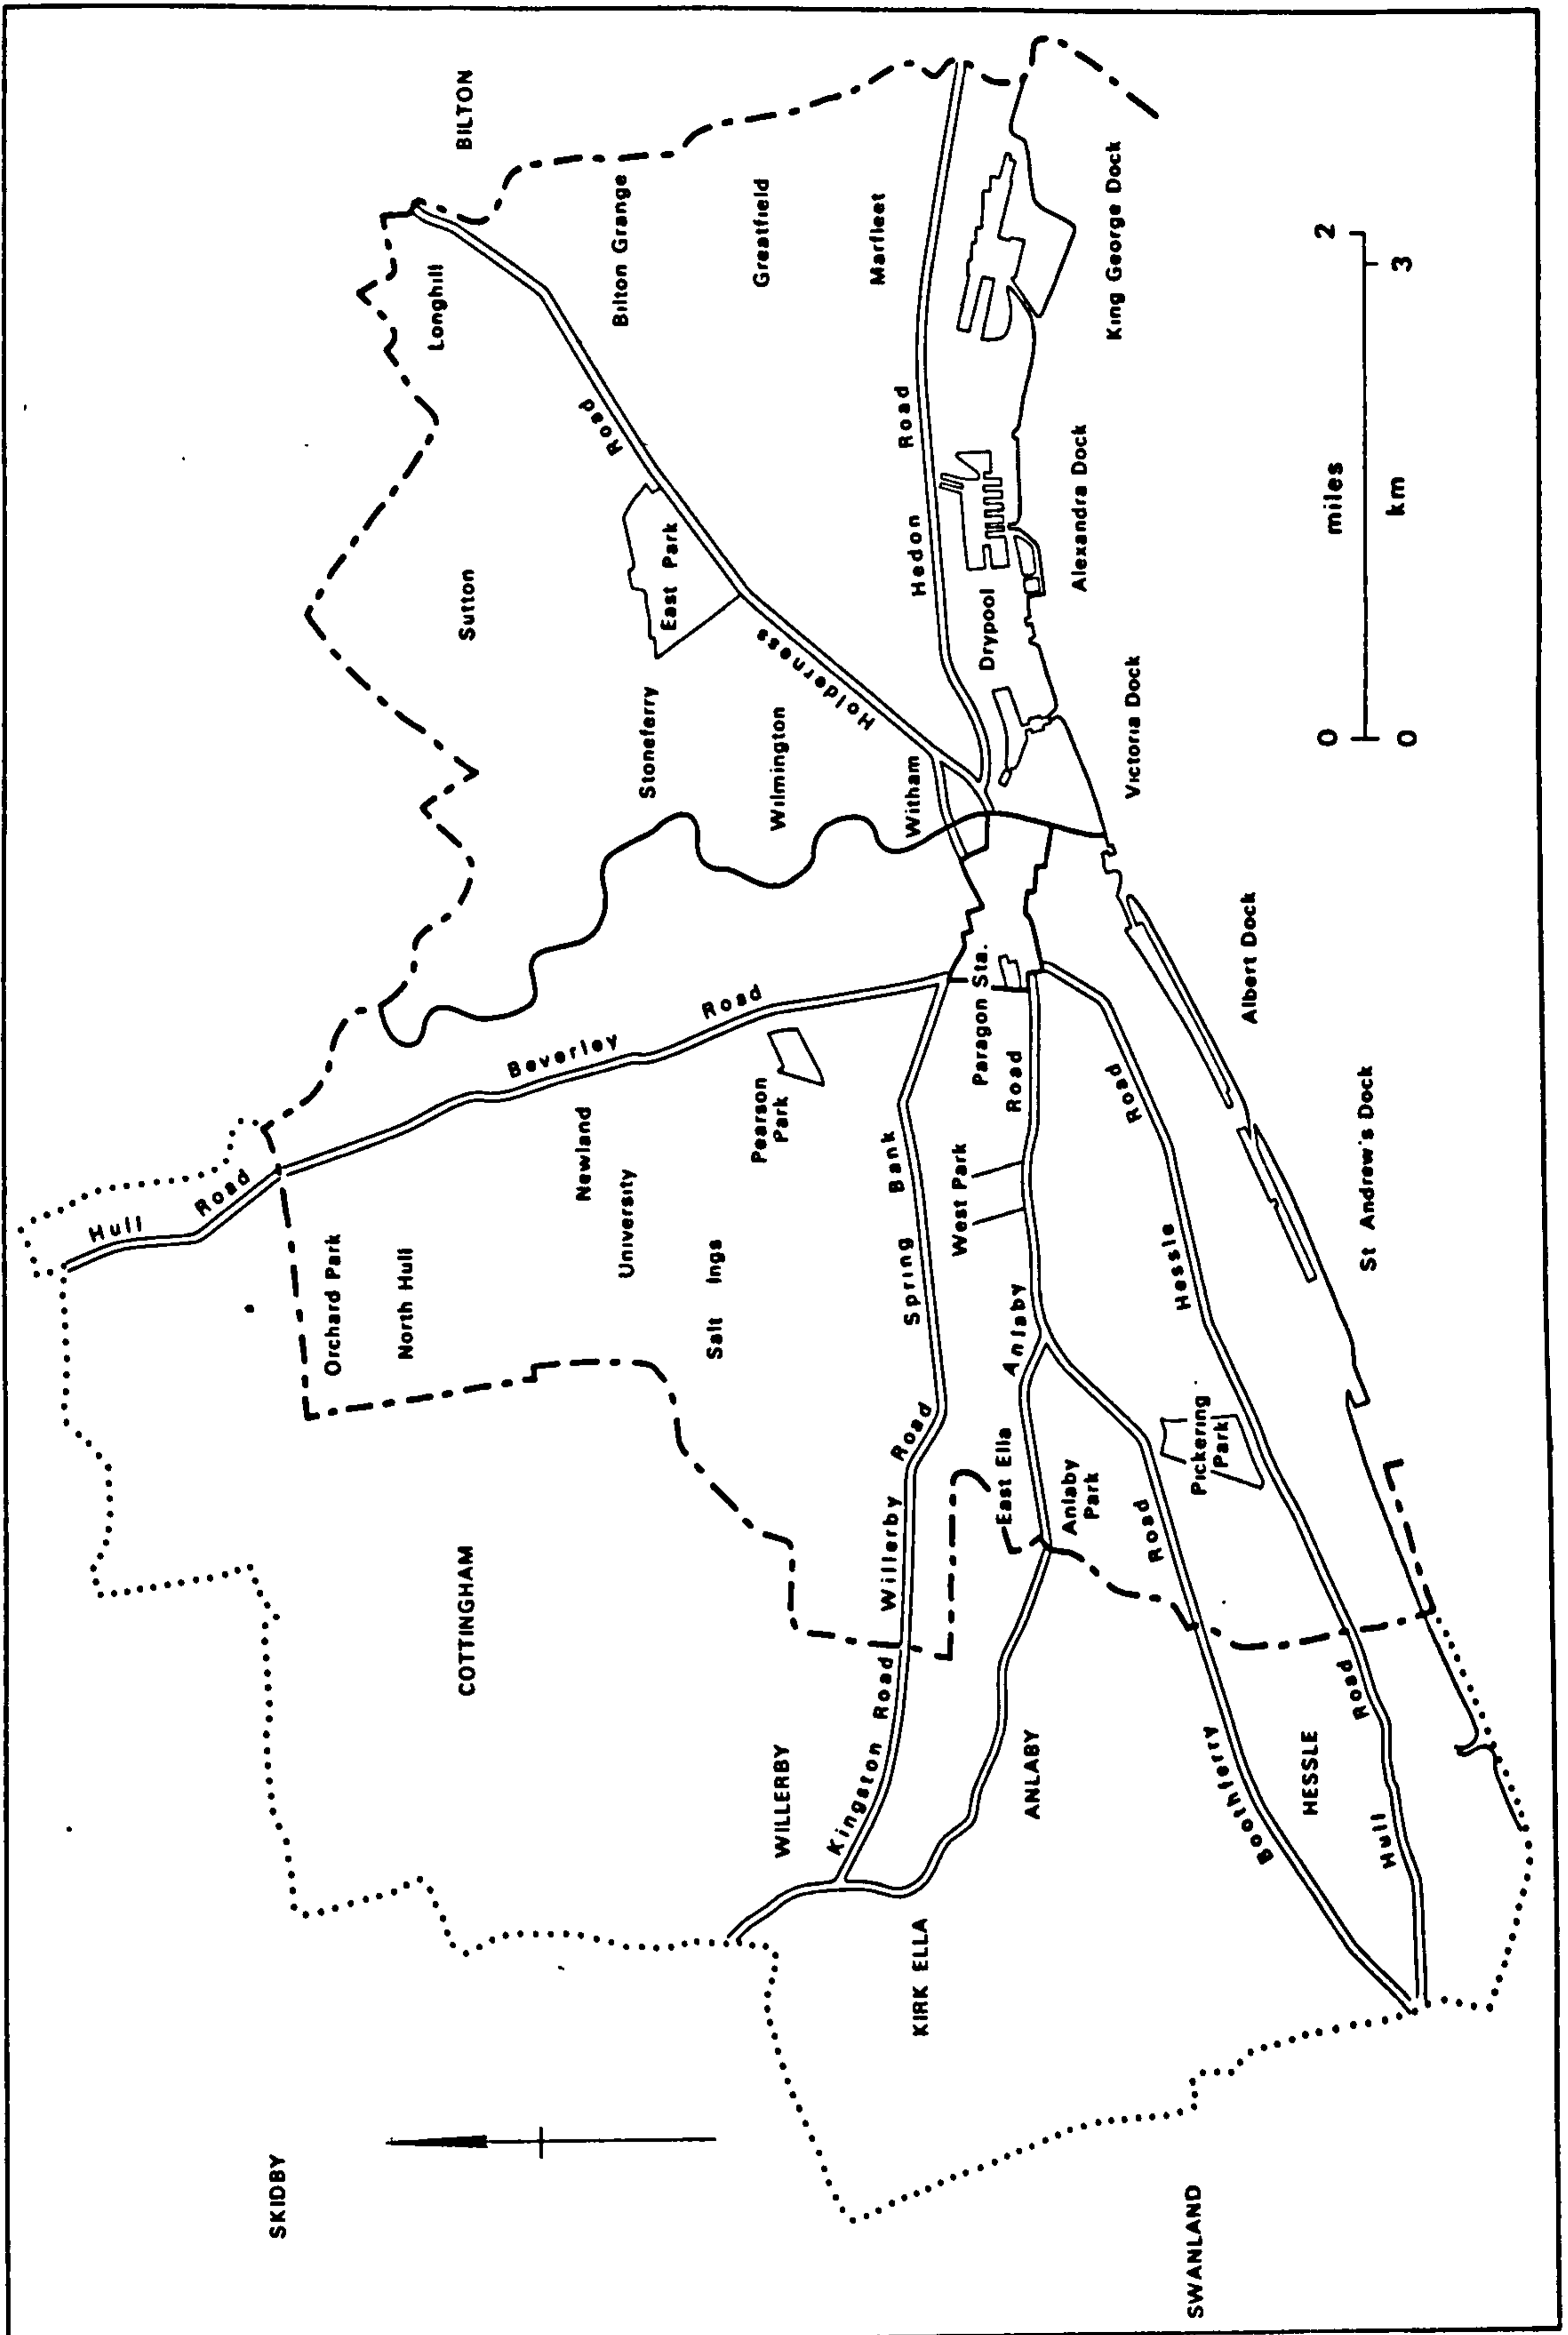 SKIDBY
COTTINGHAM
Hull Road
Orchard Park
North Hull
Beverley Road
Newland
University
Salt Ings
Pearson
Park
Sutton
Stoneferry
Wilmington
East Park
Holderness Road
Longhill
BILTON
Bilton Grange
Greatfield
Marfleet
WILLERBY
KIRK ELLA
Kingston Road
Willerby Road
Spring Bank
West Park
Paragon Sta.
Witham
Hedon Road
Drypool
East Ella
Anlaby Road
Anlaby
Park
ANLABY
Boothferry Road
Pickering
Park
Hessle Road
HESSLE
Hull Road
SWANLAND
St Andrew's Dock
Albert Dock
Victoria Dock
Alexandra Dock
King George Dock
0 2
miles
km
0 3